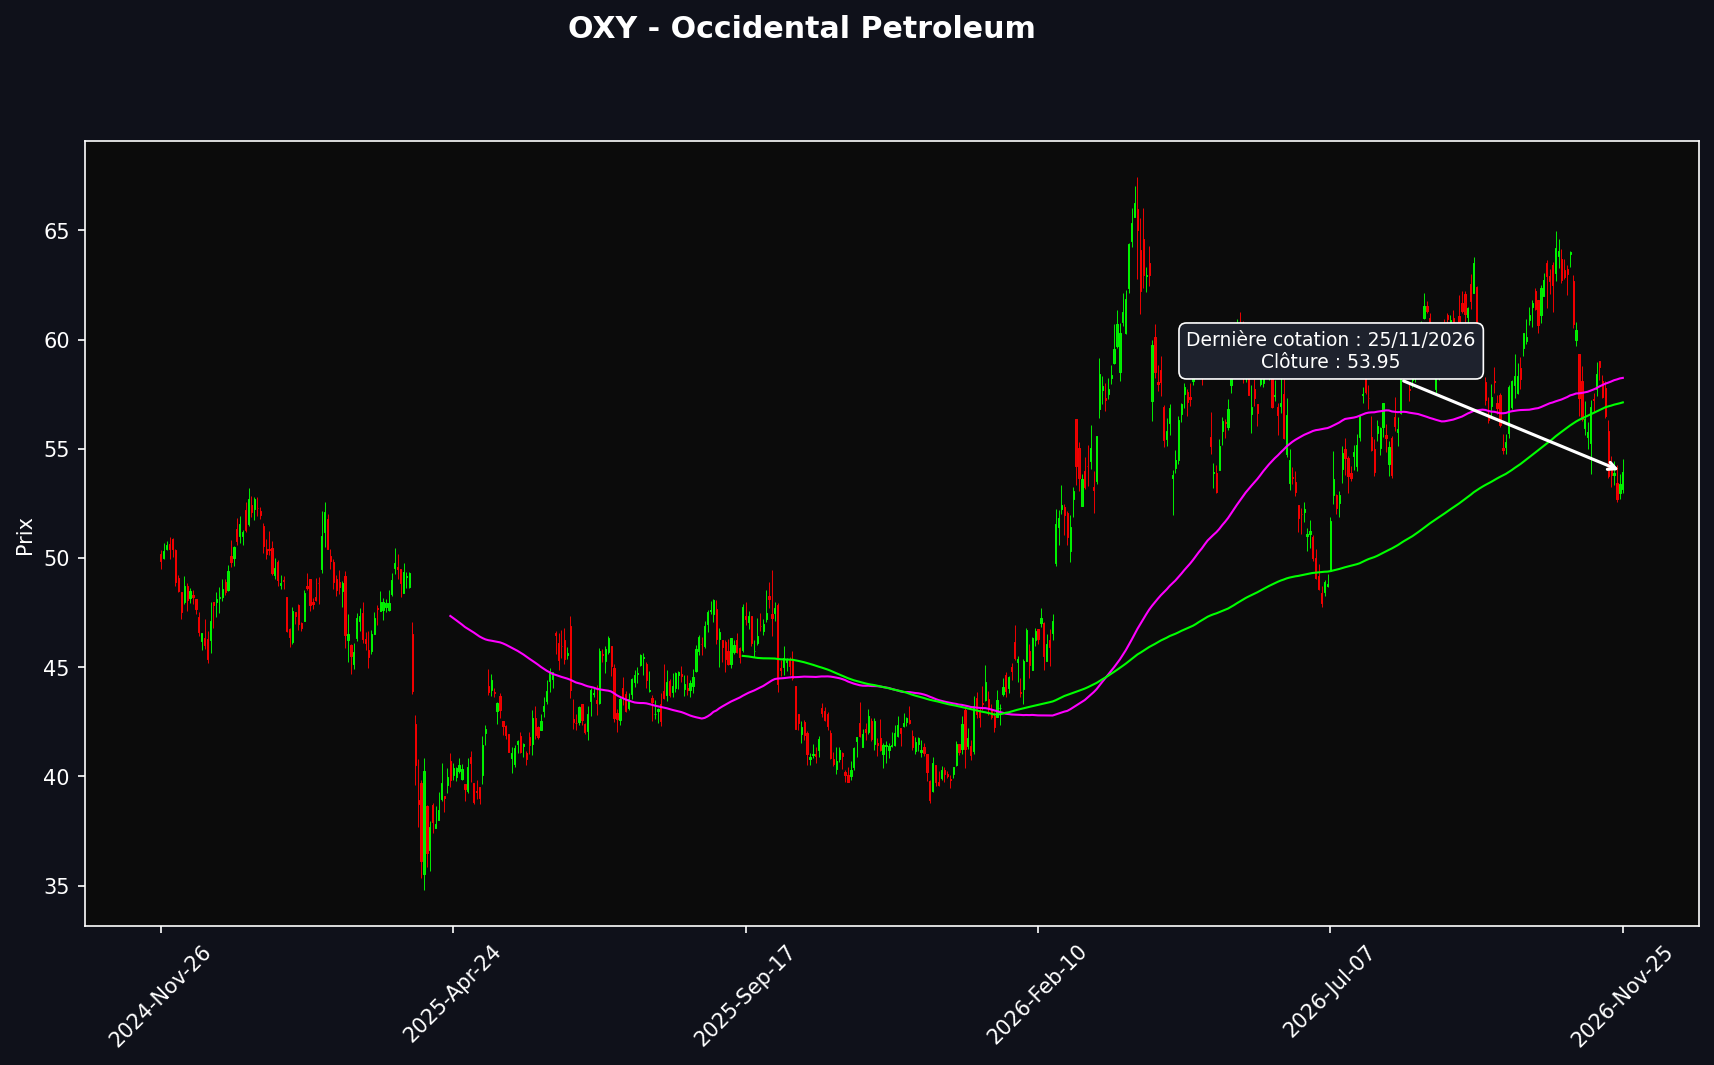 OXY - Occidental Petroleum
Prix
65
60
55
50
45
40
35
Dernière cotation : 25/11/2026
Clôture : 53.95
2024-Nov-26
2025-Apr-24
2025-Sep-17
2026-Feb-10
2026-Jul-07
2026-Nov-25